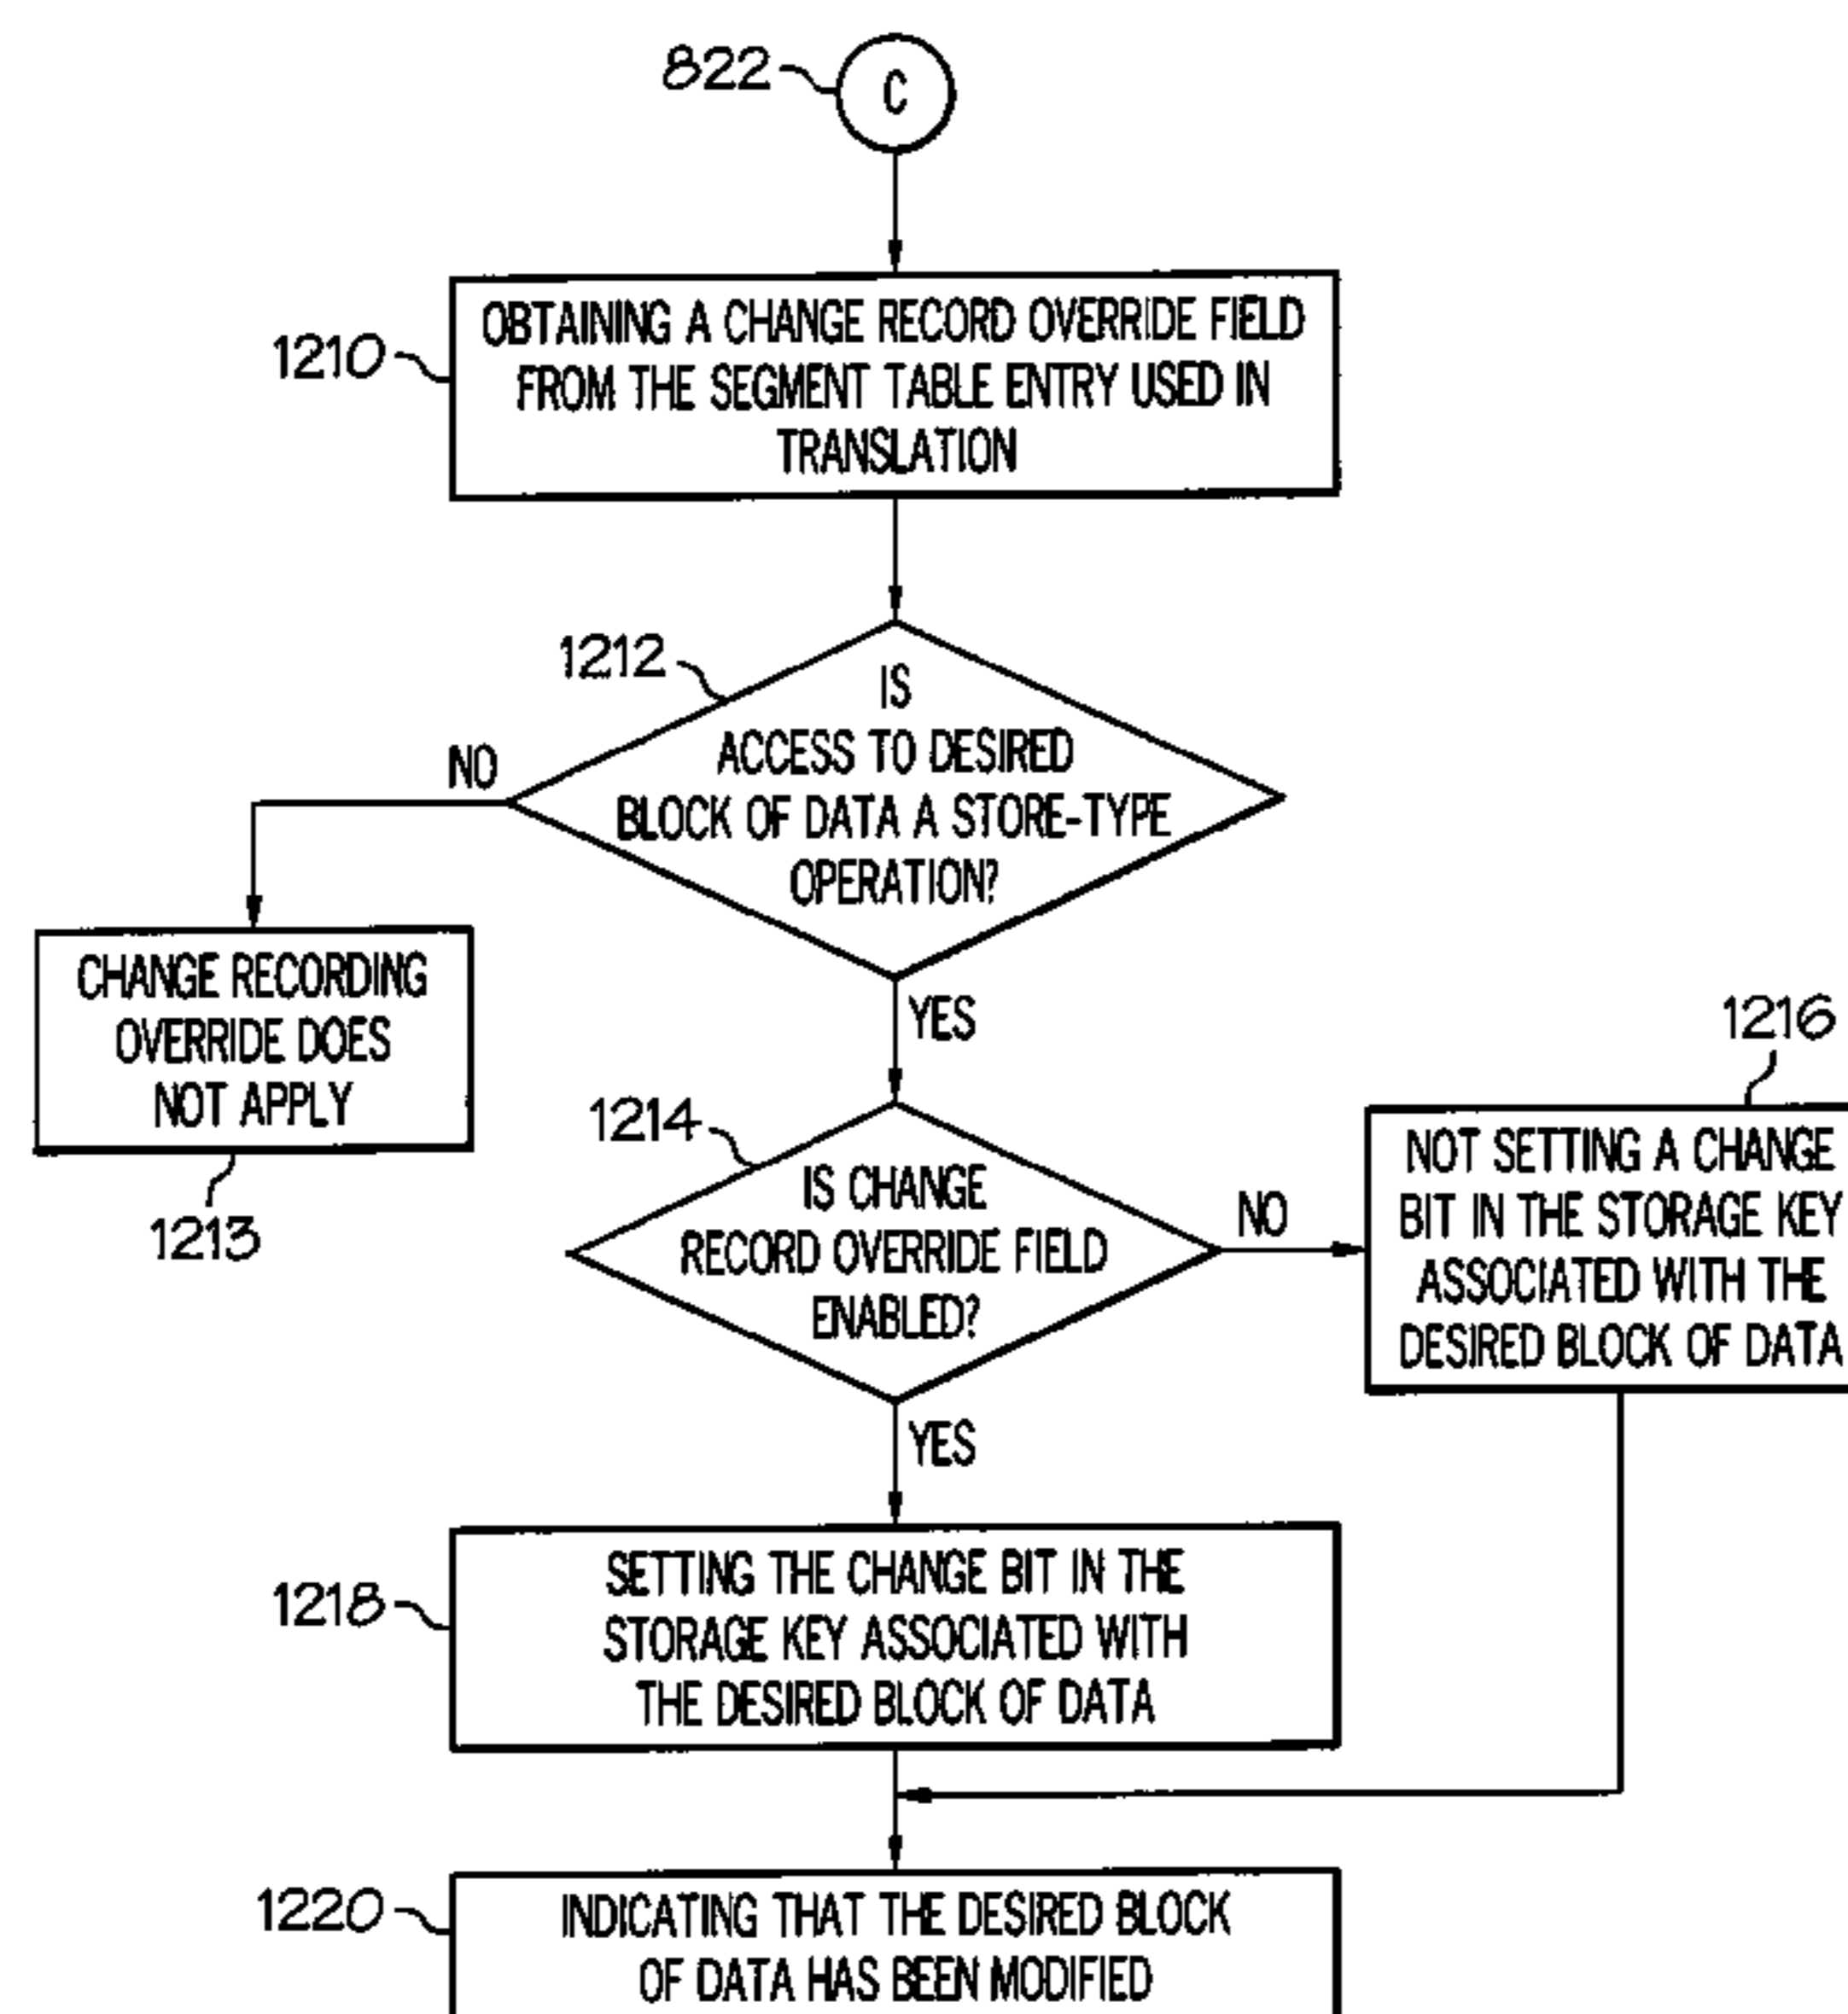 822
C
1210
OBTAINING A CHANGE RECORD OVERRIDE FIELD
FROM THE SEGMENT TABLE ENTRY USED IN
TRANSLATION
1212
IS
ACCESS TO DESIRED
BLOCK OF DATA A STORE-TYPE
OPERATION?
NO
CHANGE RECORDING
OVERRIDE DOES
NOT APPLY
1213
YES
1214
IS CHANGE
RECORD OVERRIDE FIELD
ENABLED?
NO
1216
NOT SETTING A CHANGE
BIT IN THE STORAGE KEY
ASSOCIATED WITH THE
DESIRED BLOCK OF DATA
YES
1218
SETTING THE CHANGE BIT IN THE
STORAGE KEY ASSOCIATED WITH
THE DESIRED BLOCK OF DATA
1220
INDICATING THAT THE DESIRED BLOCK
OF DATA HAS BEEN MODIFIED